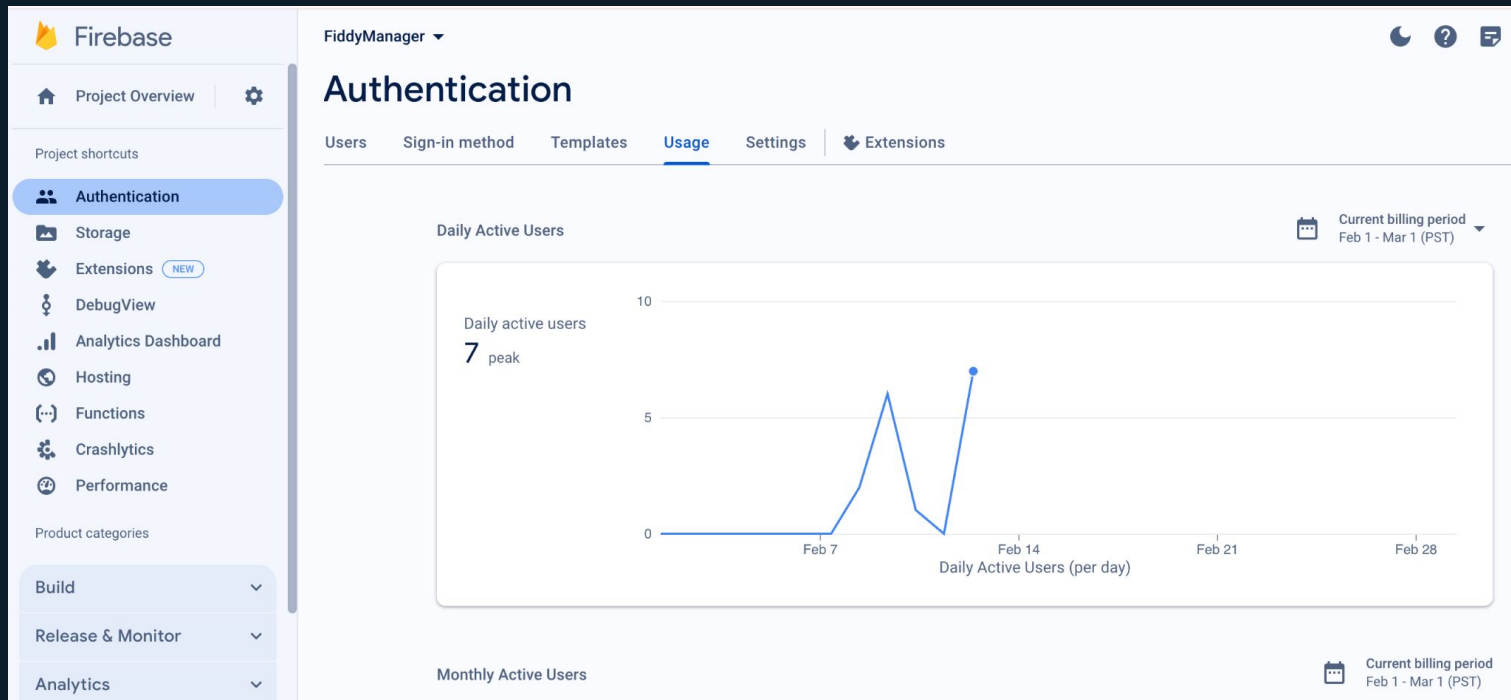 Firebase
Project Overview
Project shortcuts
Authentication
Storage
Extensions NEW
DebugView
Analytics Dashboard
Hosting
Functions
Crashlytics
Performance
Product categories
Build
Release & Monitor
Analytics
FiddyManager
Authentication
Users Sign-in method Templates Usage Settings Extensions
Daily Active Users
Current billing period
Feb 1 - Mar 1 (PST)
Daily active users
7 peak
10
5
0
Feb 7 Feb 14 Feb 21 Feb 28
Daily Active Users (per day)
Monthly Active Users
Current billing period
Feb 1 - Mar 1 (PST)